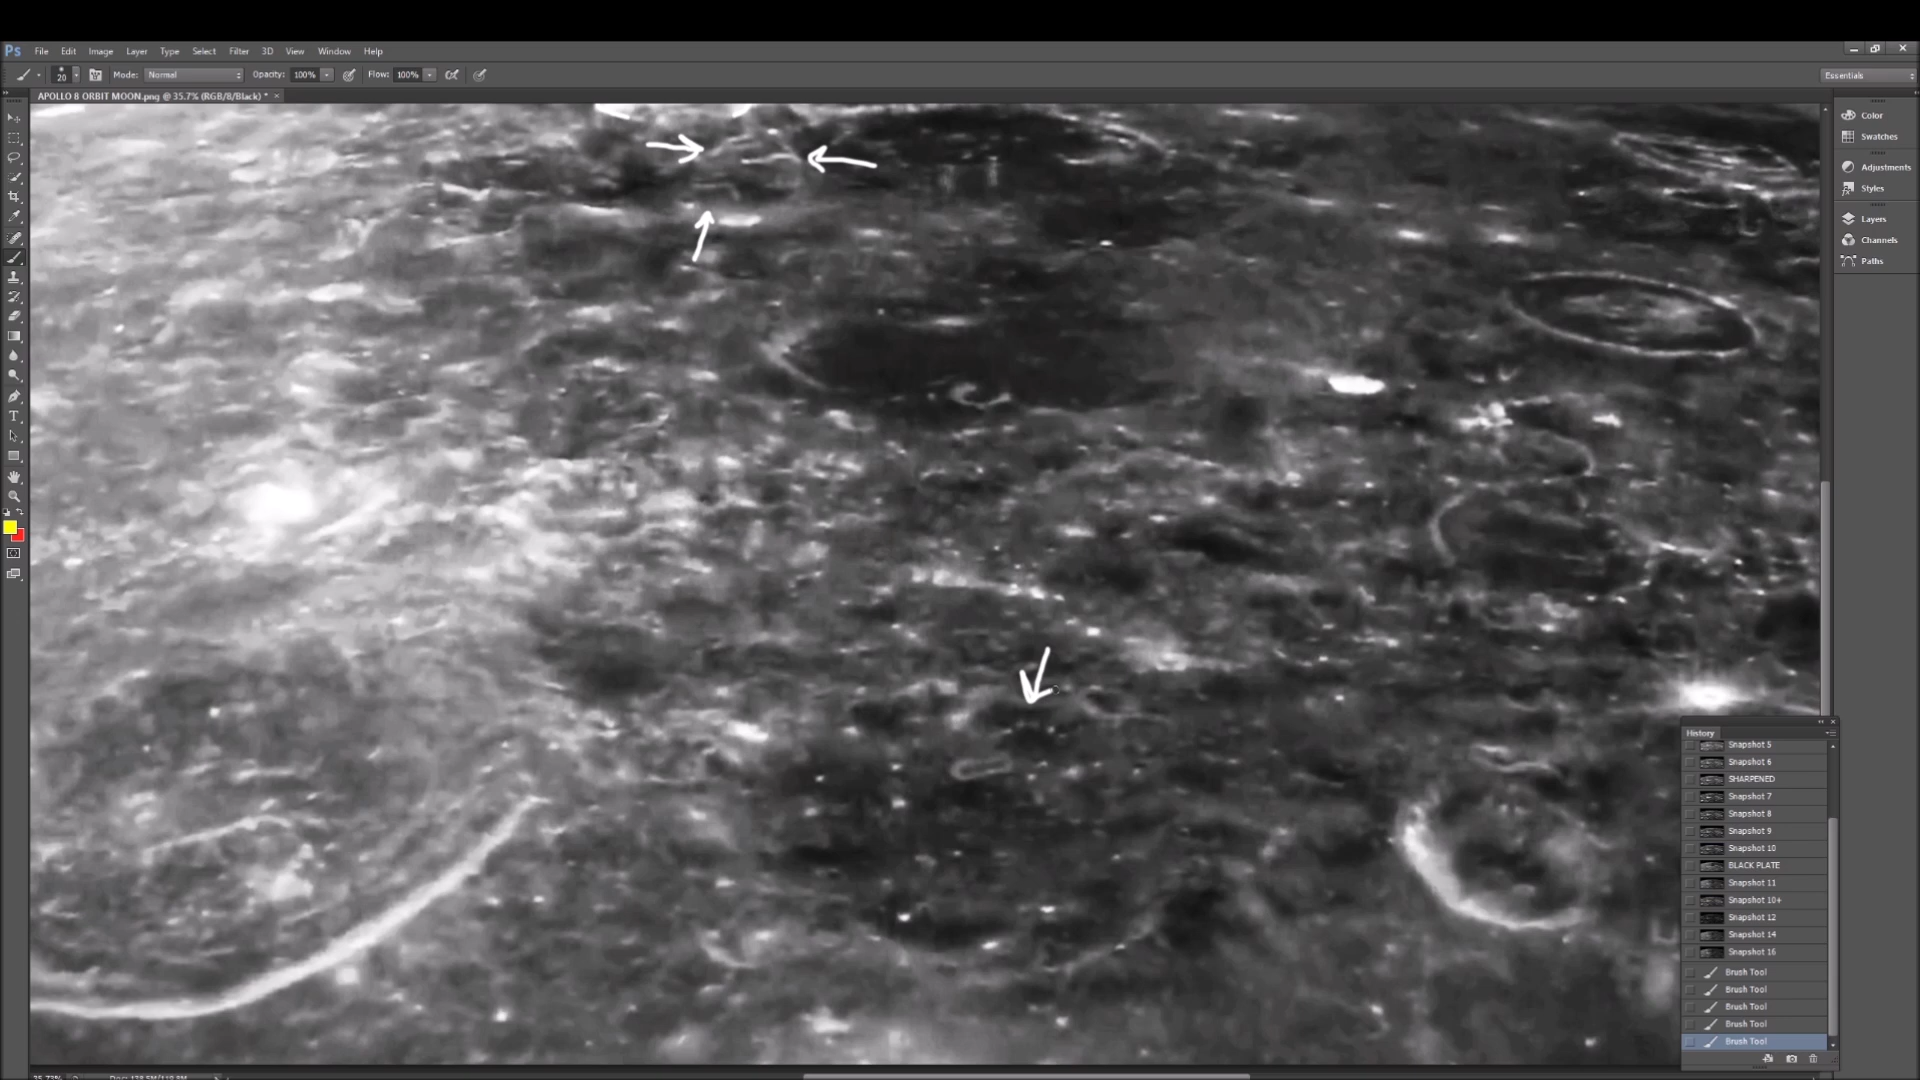 Ps File Edit Image Layer Type Select Filter 3D View Window Help
20 Mode: Normal Opacity: 100% Flow: 100% Essentials
APOLLO 8 ORBIT MOON.png @ 35.7% (RGB/8/Black) * ×
Color
Swatches
Adjustments
Styles
Layers
Channels
Paths
History
Snapshot 5
Snapshot 6
SHARPENED
Snapshot 7
Snapshot 8
Snapshot 9
Snapshot 10
BLACK PLATE
Snapshot 11
Snapshot 10+
Snapshot 12
Snapshot 14
Snapshot 16
Brush Tool
Brush Tool
Brush Tool
Brush Tool
Brush Tool